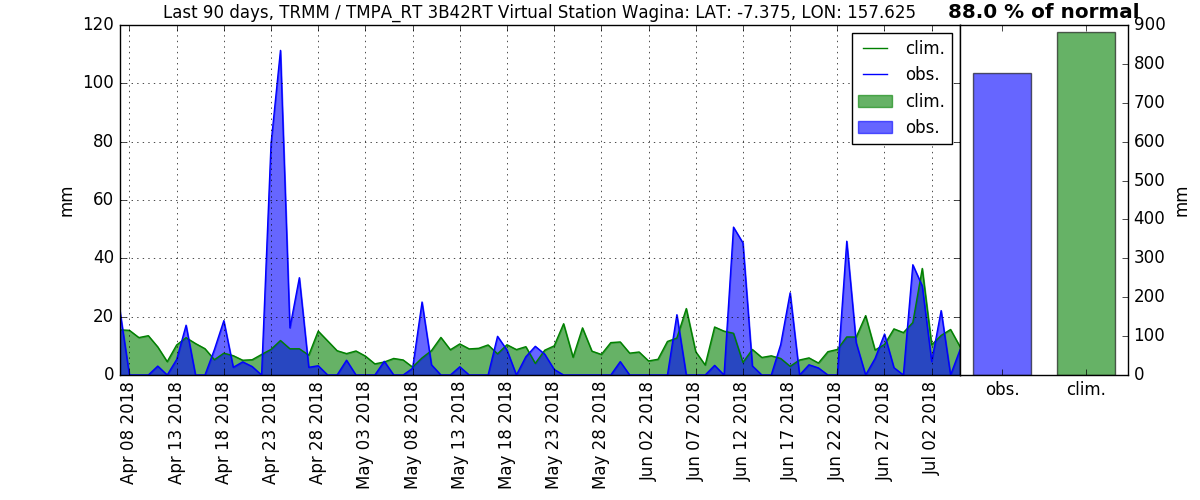 Last 90 days, TRMM / TMPA_RT 3B42RT Virtual Station Wagina: LAT: -7.375, LON: 157.625
88.0 % of normal
120
100
80
60
40
20
0
mm
clim.
obs.
clim.
obs.
900
800
700
600
500
400
300
200
100
0
mm
Apr 08 2018
Apr 13 2018
Apr 18 2018
Apr 23 2018
Apr 28 2018
May 03 2018
May 08 2018
May 13 2018
May 18 2018
May 23 2018
May 28 2018
Jun 02 2018
Jun 07 2018
Jun 12 2018
Jun 17 2018
Jun 22 2018
Jun 27 2018
Jul 02 2018
obs.
clim.